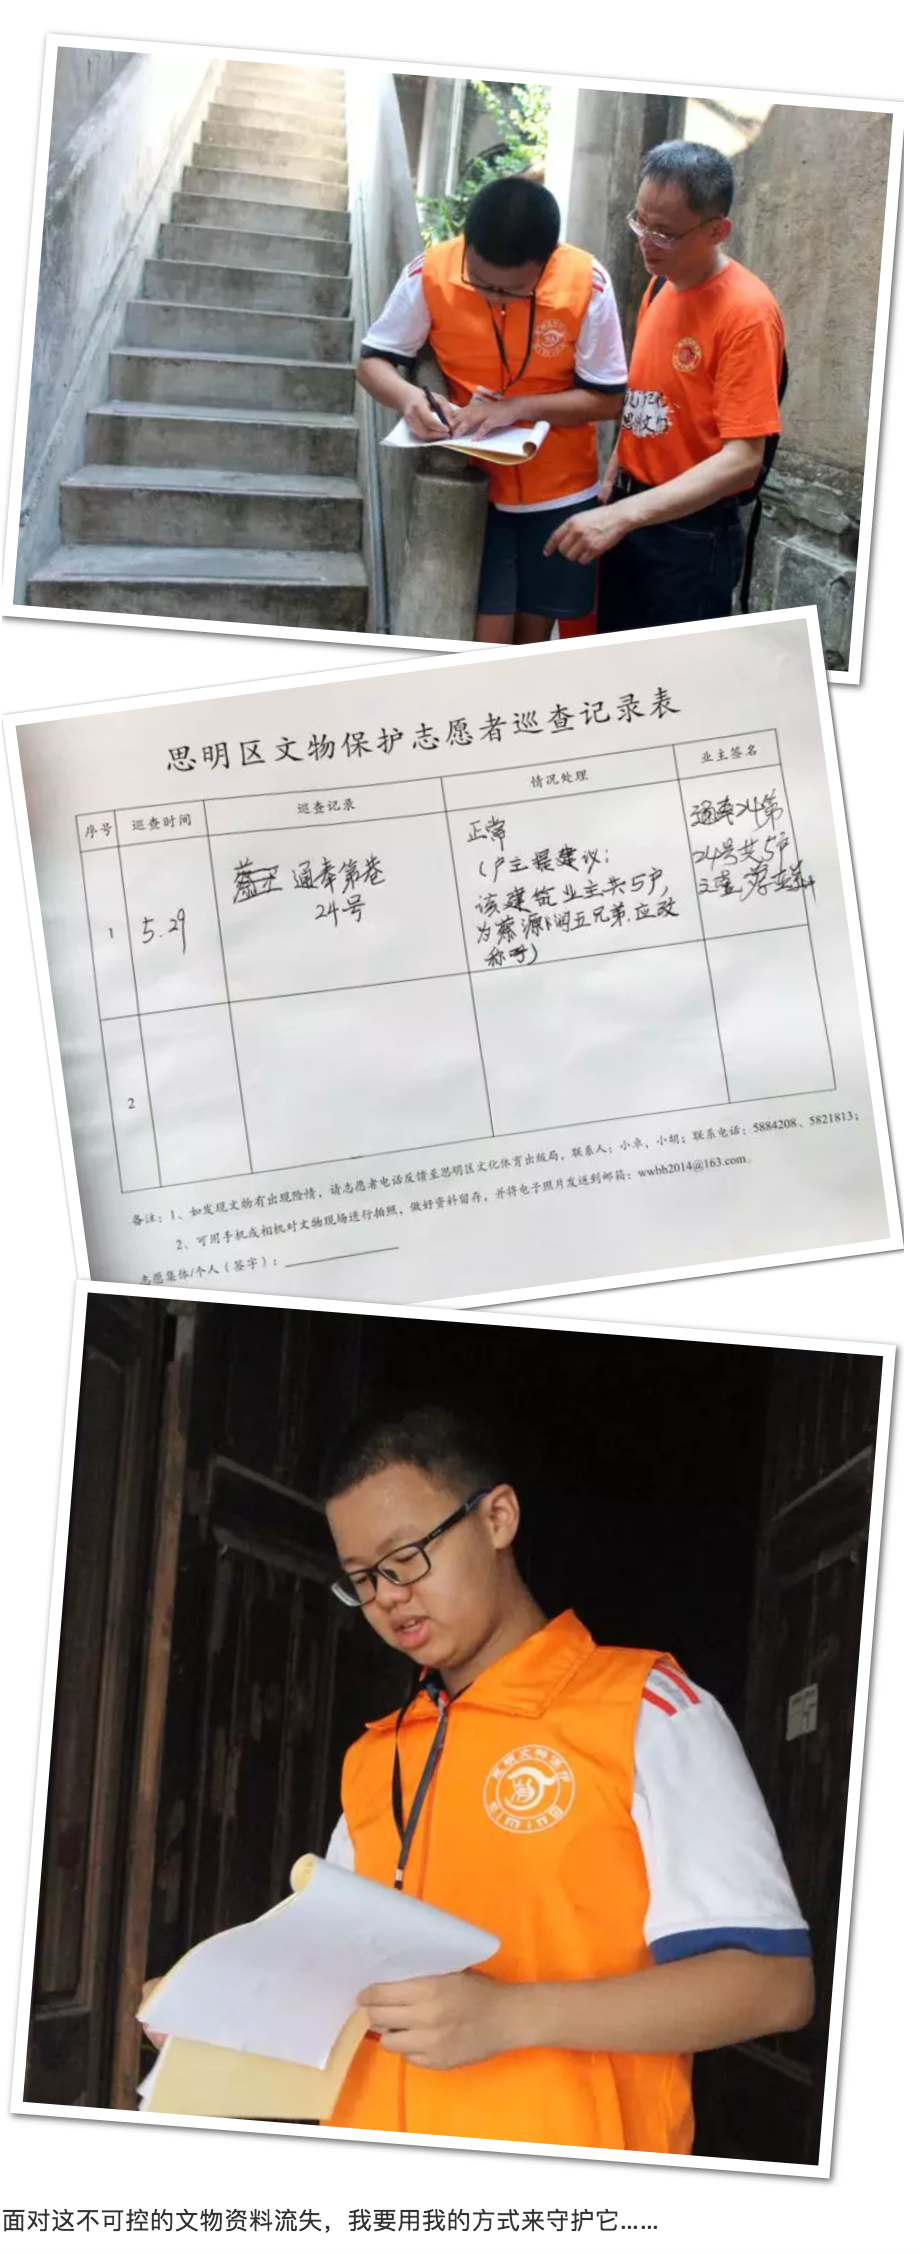 思明区文物保护志愿者巡查记录表
序号 巡查时间 巡查记录 情况处理 业主签名
1 5.29
通奉第巷
24号
正常
(户主提建议:
该建筑业主共5户,
为蔡源润五兄弟.应改
称呼)
通奉第
24号共5户
2
备注:1、如发现文物有出现险情,请志愿者电话反馈至思明区文化体育出版局,联系人:小卓,小胡;联系电话:5884208、5821813;
2、可用手机或相机对文物现场进行拍照,做好资料留存,并将电子照片发送到邮箱:wwbh2014@163.com。
志愿集体/个人(签字):
面对这不可控的文物资料流失,我要用我的方式来守护它……